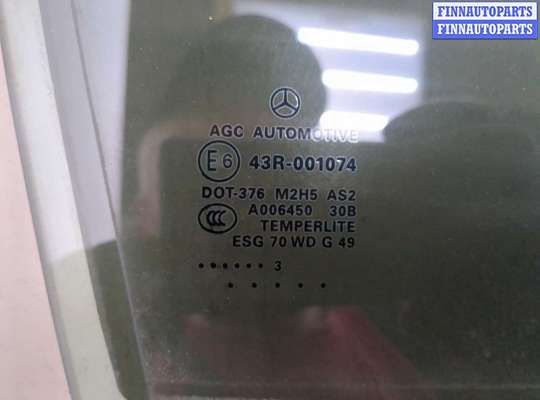 FINNAUTOPARTS
FINNAUTOPARTS
AGC AUTOMOTIVE
E6 43R-001074
DOT-376 M2H5 AS2
CCC A006450 30B
TEMPERLITE
ESG 70 WD G 49
...... 3
.....